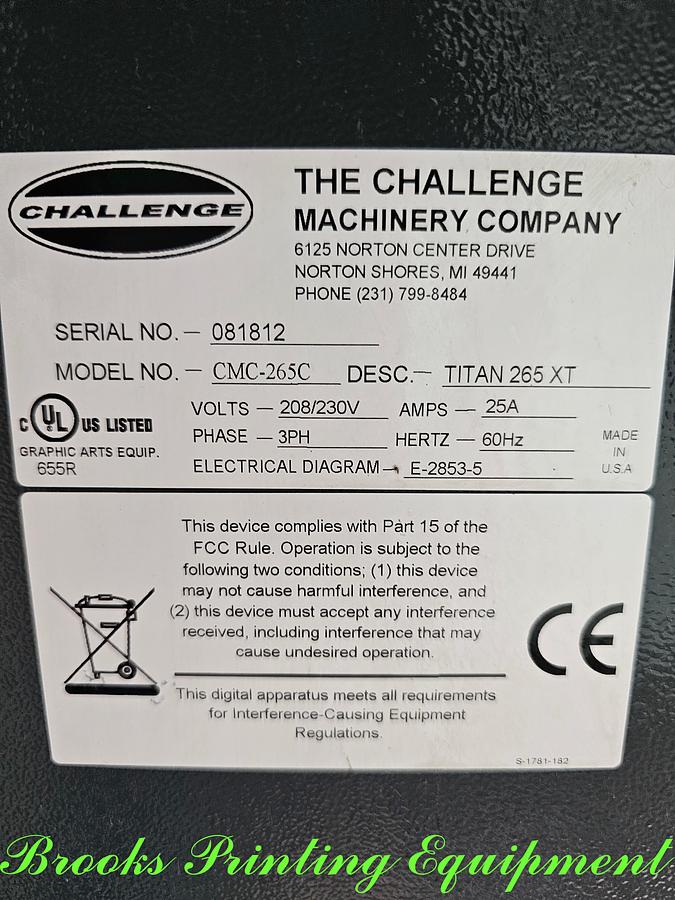 CHALLENGE
THE CHALLENGE
MACHINERY COMPANY
6125 NORTON CENTER DRIVE
NORTON SHORES, MI 49441
PHONE (231) 799-8484
SERIAL NO. — 081812
MODEL NO. — CMC-265C DESC. — TITAN 265 XT
VOLTS — 208/230V AMPS — 25A
PHASE — 3PH HERTZ — 60Hz
ELECTRICAL DIAGRAM — E-2853-5
C UL US LISTED
GRAPHIC ARTS EQUIP.
655R
MADE
IN
U.S.A
This device complies with Part 15 of the
FCC Rule. Operation is subject to the
following two conditions; (1) this device
may not cause harmful interference, and
(2) this device must accept any interference
received, including interference that may
cause undesired operation.
This digital apparatus meets all requirements
for Interference-Causing Equipment
Regulations.
CE
S-1781-182
Brooks Printing Equipment